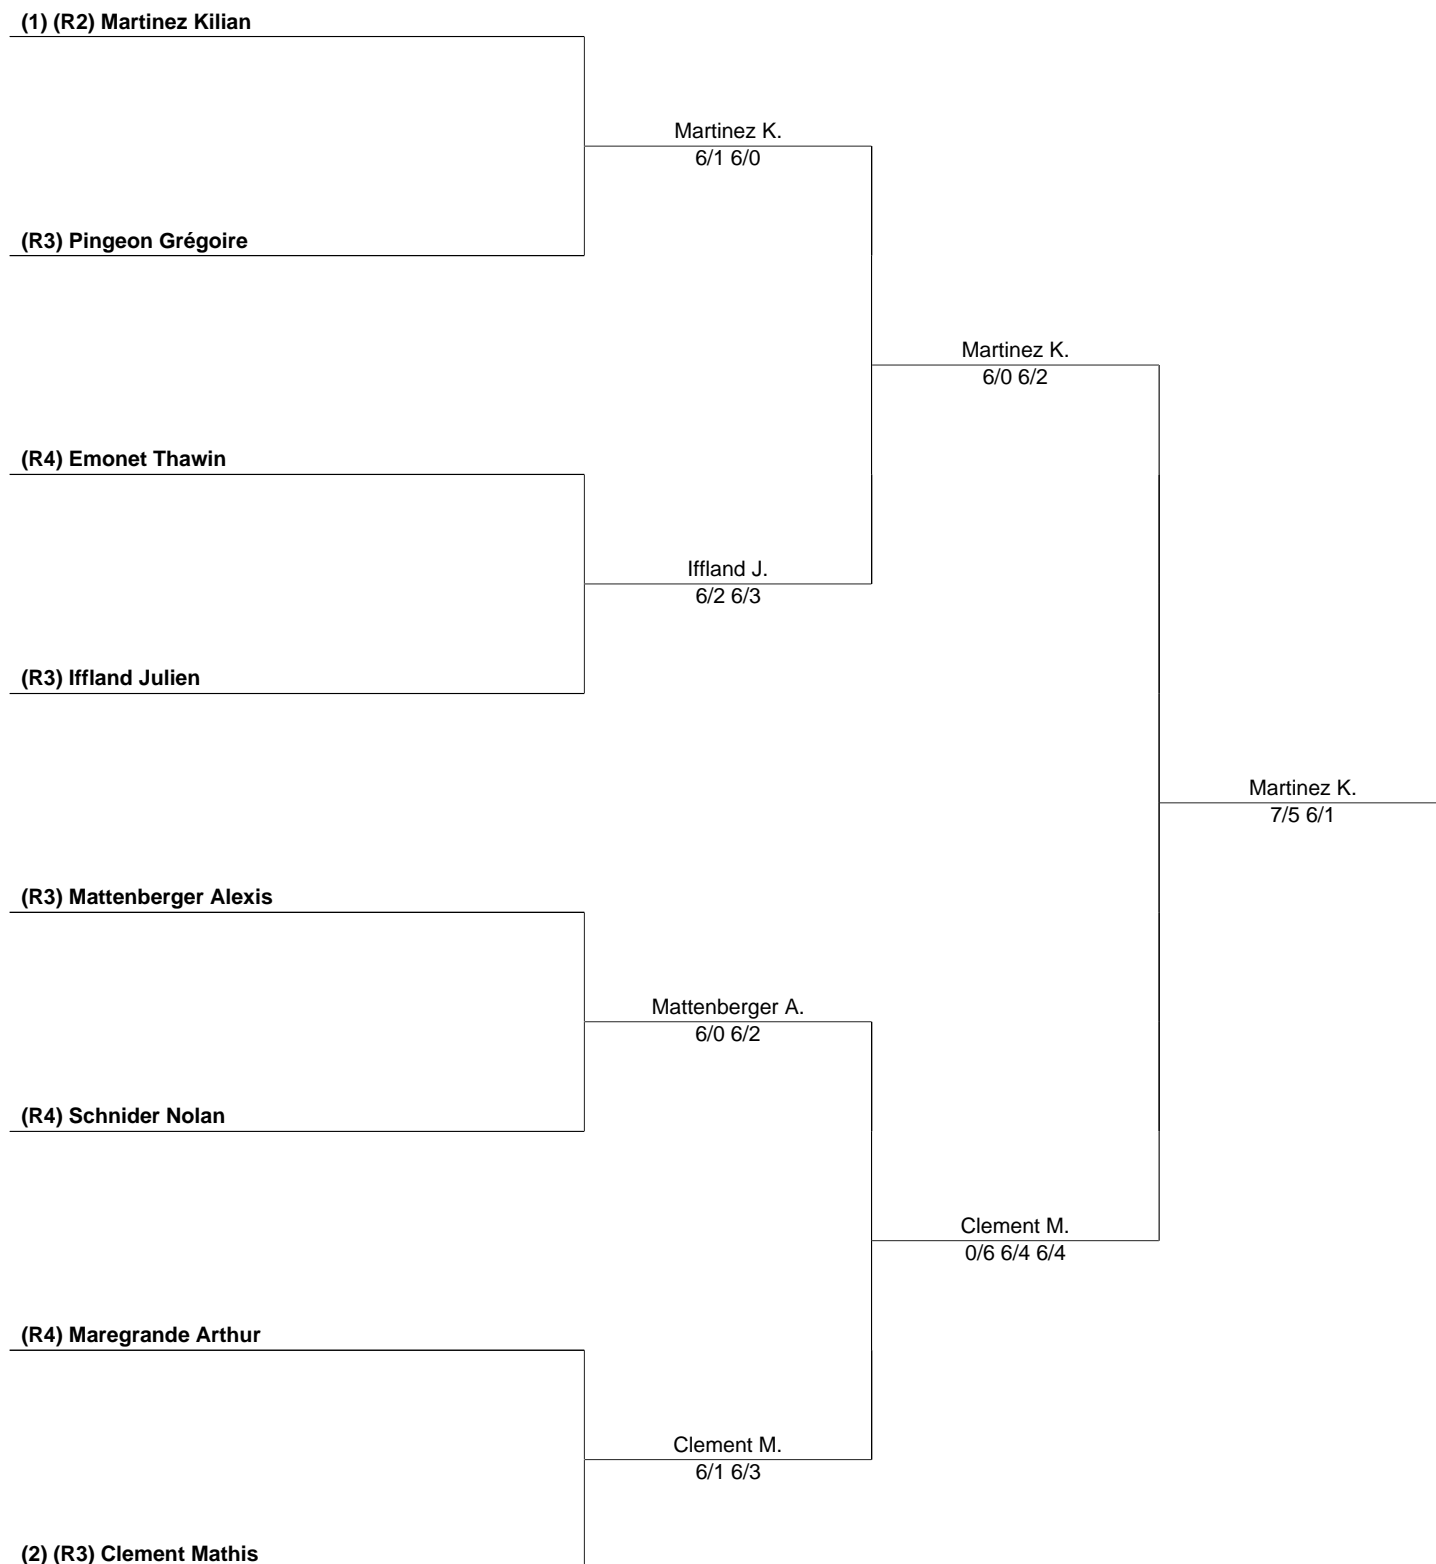 (1) (R2) Martinez Kilian
Martinez K.
6/1 6/0
(R3) Pingeon Grégoire
Martinez K.
6/0 6/2
(R4) Emonet Thawin
Iffland J.
6/2 6/3
(R3) Iffland Julien
Martinez K.
7/5 6/1
(R3) Mattenberger Alexis
Mattenberger A.
6/0 6/2
(R4) Schnider Nolan
Clement M.
0/6 6/4 6/4
(R4) Maregrande Arthur
Clement M.
6/1 6/3
(2) (R3) Clement Mathis